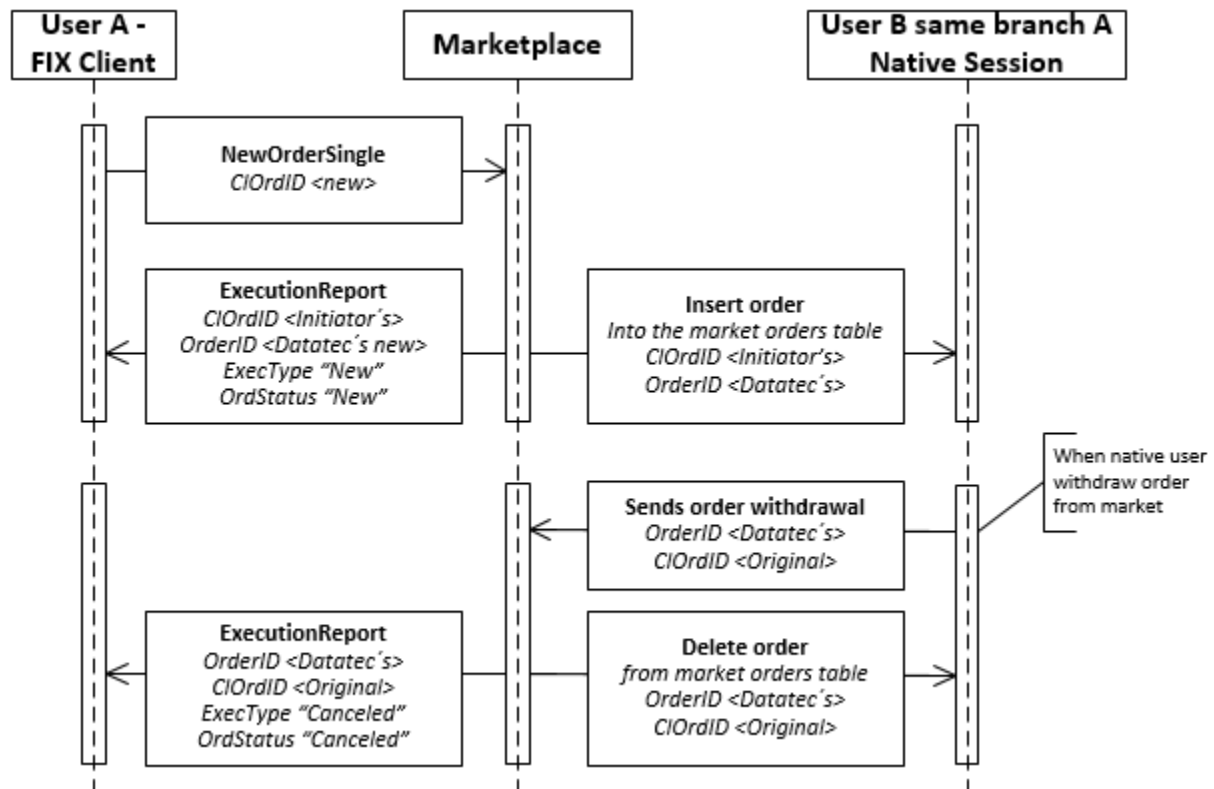 User A -
FIX Client
Marketplace
User B same branch A
Native Session
NewOrderSingle
ClOrdID <new>
ExecutionReport
ClOrdID <Initiator´s>
OrderID <Datatec´s new>
ExecType “New”
OrdStatus “New”
Insert order
Into the market orders table
ClOrdID <Initiator’s>
OrderID <Datatec´s>
When native user
withdraw order
from market
Sends order withdrawal
OrderID <Datatec´s>
ClOrdID <Original>
ExecutionReport
OrderID <Datatec´s>
ClOrdID <Original>
ExecType “Canceled”
OrdStatus “Canceled”
Delete order
from market orders table
OrderID <Datatec´s>
ClOrdID <Original>